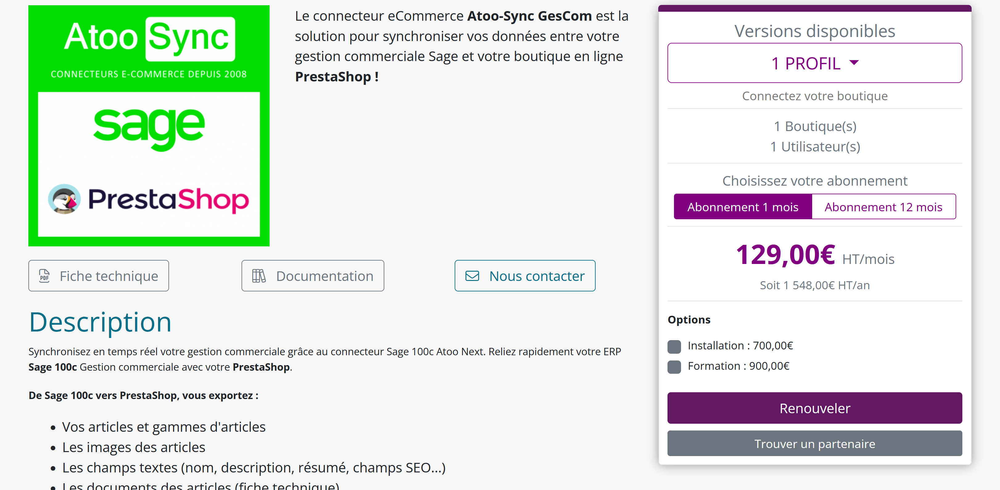 Atoo Sync
CONNECTEURS E-COMMERCE DEPUIS 2008
sage
PrestaShop
Le connecteur eCommerce Atoo-Sync GesCom est la
solution pour synchroniser vos données entre votre
gestion commerciale Sage et votre boutique en ligne
PrestaShop !
PDF
Fiche technique
Documentation
Nous contacter
Description
Synchronisez en temps réel votre gestion commerciale grâce au connecteur Sage 100c Atoo Next. Reliez rapidement votre ERP
Sage 100c Gestion commerciale avec votre PrestaShop.
De Sage 100c vers PrestaShop, vous exportez :
• Vos articles et gammes d'articles
• Les images des articles
• Les champs textes (nom, description, résumé, champs SEO...)
• Les documents des articles (fiche technique)
Versions disponibles
1 PROFIL
Connectez votre boutique
1 Boutique(s)
1 Utilisateur(s)
Choisissez votre abonnement
Abonnement 1 mois
Abonnement 12 mois
129,00€ HT/mois
Soit 1 548,00€ HT/an
Options
Installation : 700,00€
Formation : 900,00€
Renouveler
Trouver un partenaire